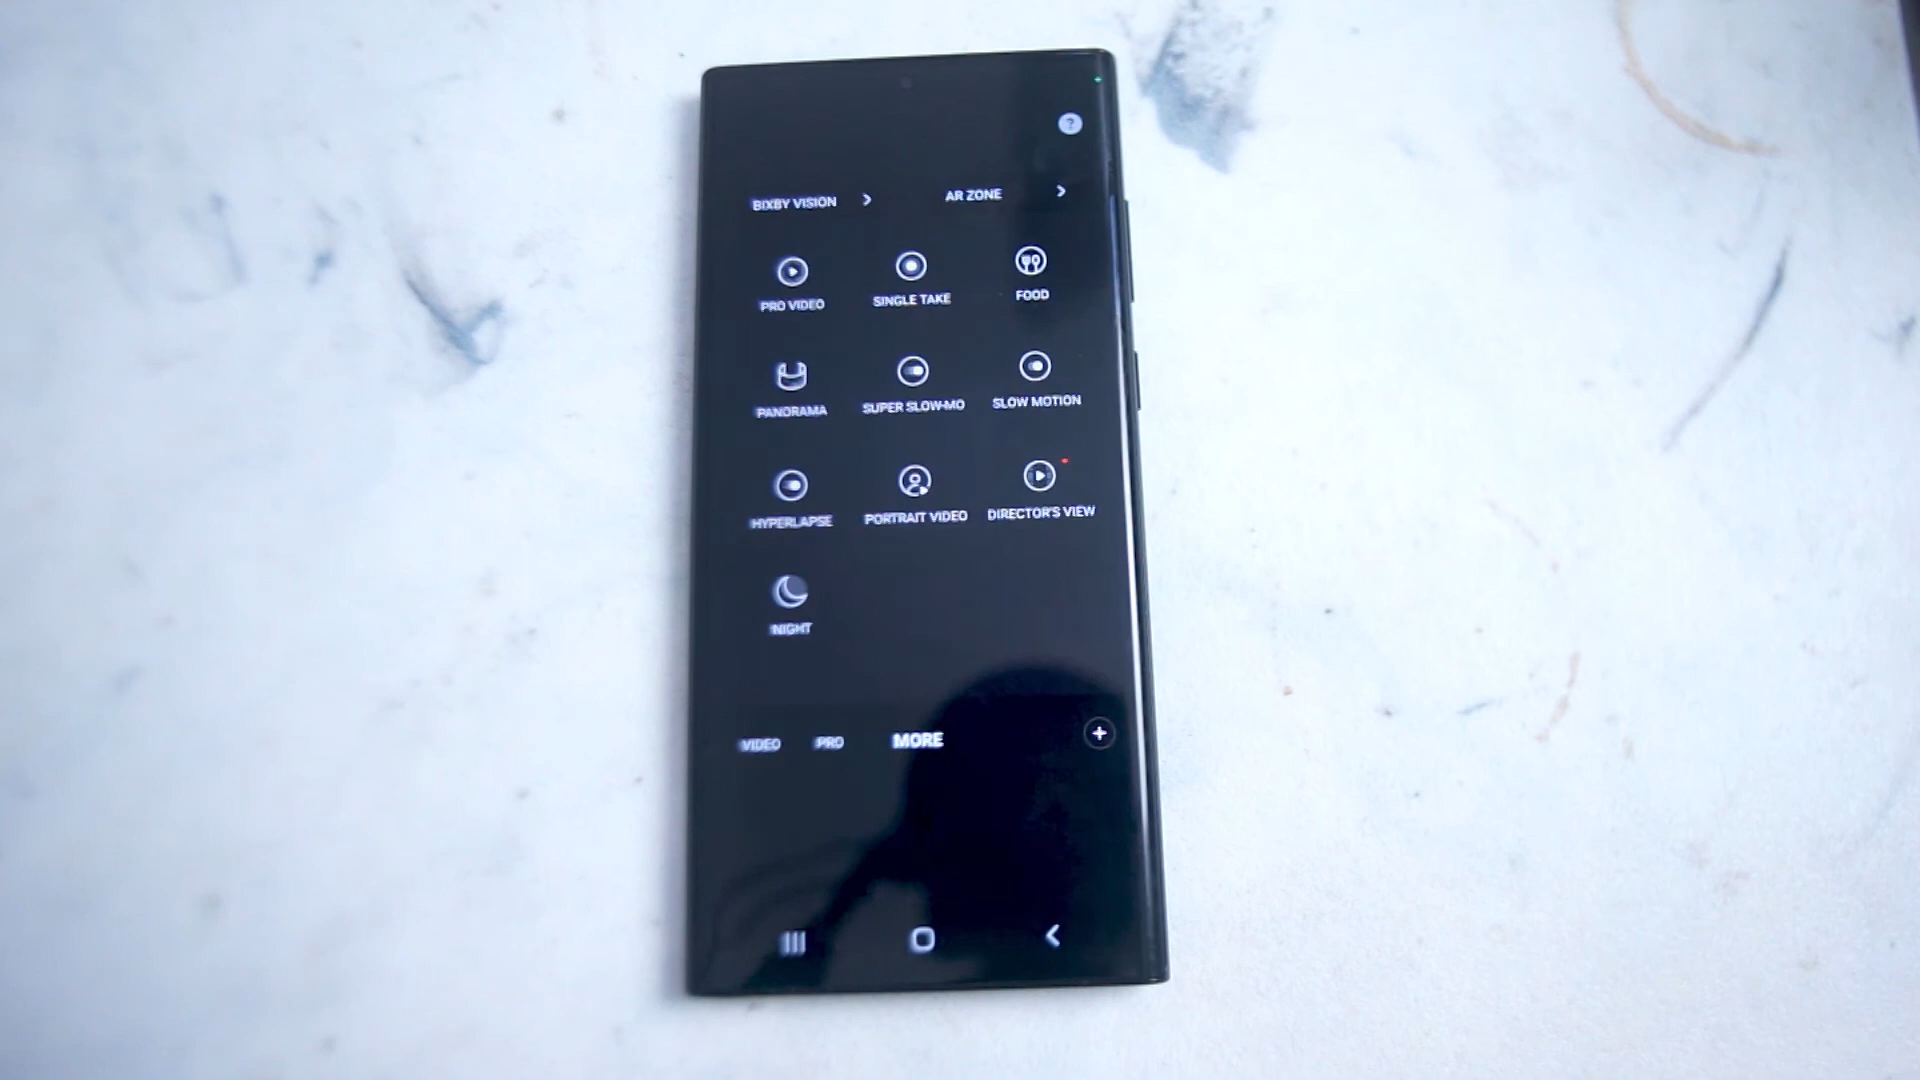 ?
BIXBY VISION > AR ZONE >
PRO VIDEO SINGLE TAKE FOOD
PANORAMA SUPER SLOW-MO SLOW MOTION
HYPERLAPSE PORTRAIT VIDEO DIRECTOR'S VIEW
NIGHT
VIDEO PRO MORE